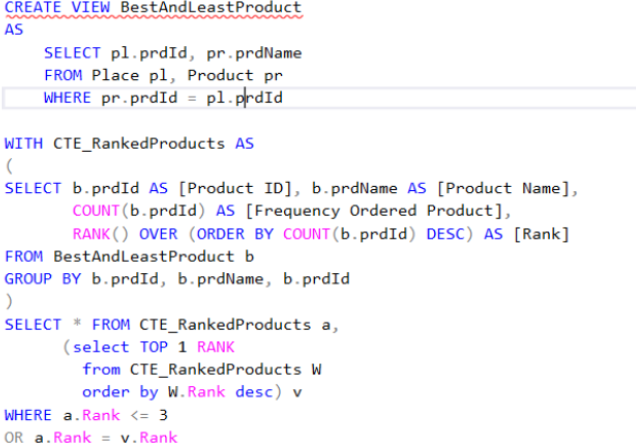 CREATE VIEW BestAndLeastProduct
AS
SELECT pl.prdId, pr.prdName
FROM Place pl, Product pr
WHERE pr.prdId = pl.prdId
WITH CTE_RankedProducts AS
(
SELECT b.prdId AS [Product ID], b.prdName AS [Product Name],
COUNT(b.prdId) AS [Frequency Ordered Product],
RANK() OVER (ORDER BY COUNT(b.prdId) DESC) AS [Rank]
FROM BestAndLeastProduct b
GROUP BY b.prdId, b.prdName, b.prdId
)
SELECT * FROM CTE_RankedProducts a,
(select TOP 1 RANK
from CTE_RankedProducts W
order by W.Rank desc) v
WHERE a.Rank <= 3
OR a.Rank = v.Rank